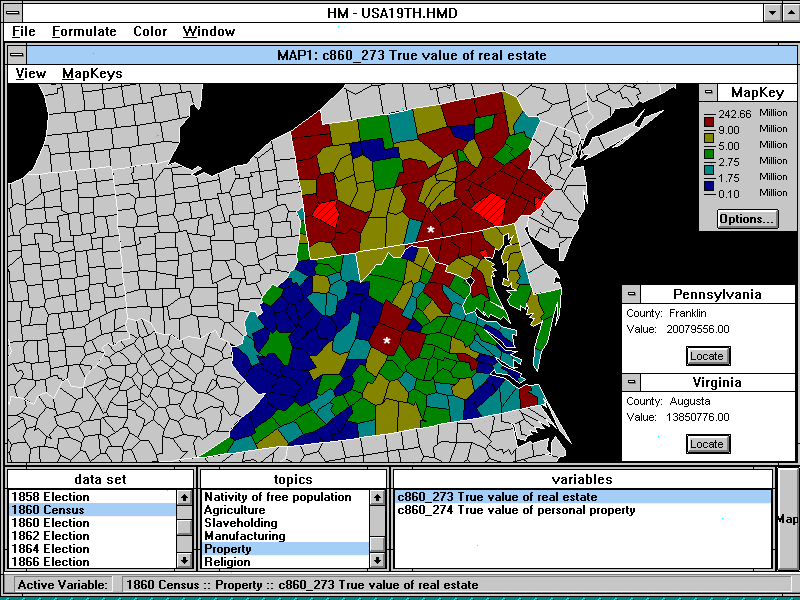 HM - USA19TH.HMD
File Formulate Color Window
MAP1: c860_273 True value of real estate
View MapKeys
MapKey
242.66 Million
9.00 Million
5.00 Million
2.75 Million
1.75 Million
0.10 Million
Options...
*
*
Pennsylvania
County: Franklin
Value: 20079556.00
Locate
Virginia
County: Augusta
Value: 13850776.00
Locate
data set
1858 Election
1860 Census
1860 Election
1862 Election
1864 Election
1866 Election
topics
Nativity of free population
Agriculture
Slaveholding
Manufacturing
Property
Religion
variables
c860_273 True value of real estate
c860_274 True value of personal property
Map
Active Variable: 1860 Census :: Property :: c860_273 True value of real estate